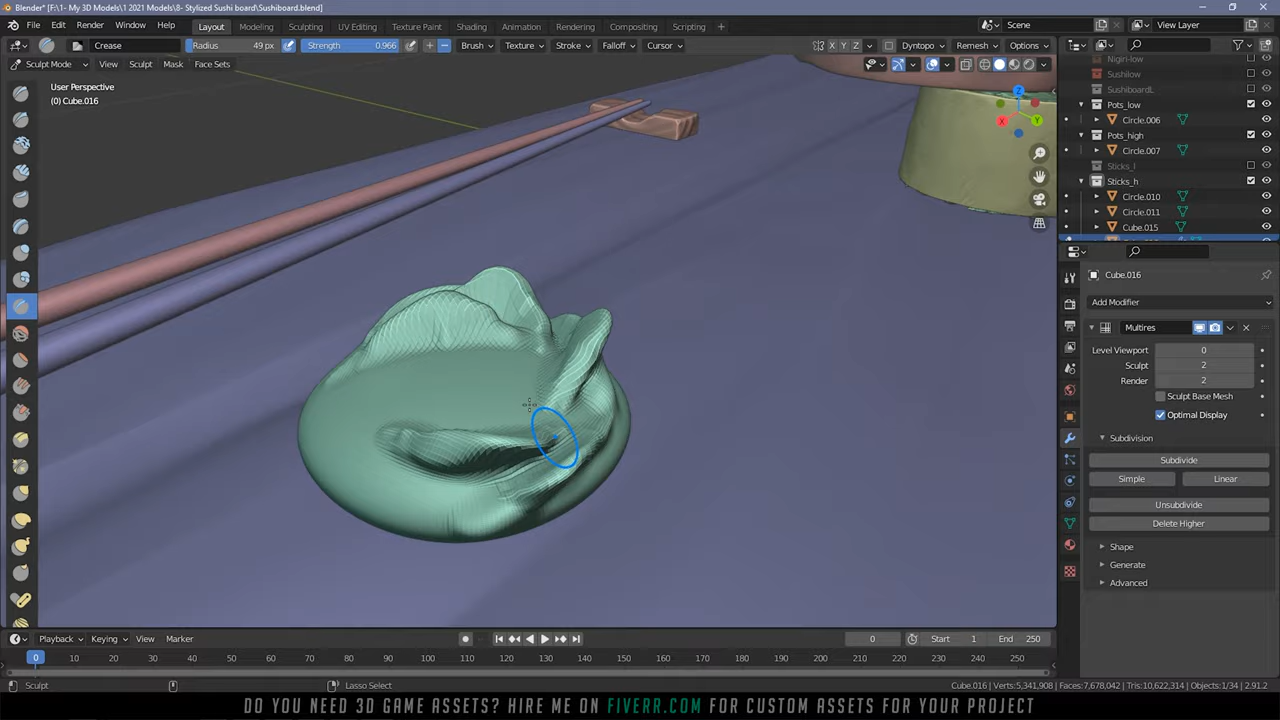 Blender* [F:\1- My 3D Models\1 2021 Models\8- Stylized Sushi board\Sushiboard.blend]
File Edit Render Window Help Layout Modeling Sculpting UV Editing Texture Paint Shading Animation Rendering Compositing Scripting + Scene View Layer
Crease Radius 49 px Strength 0.966 + − Brush Texture Stroke Falloff Cursor X Y Z Dyntopo Remesh Options
Sculpt Mode View Sculpt Mask Face Sets
User Perspective
(0) Cube.016
Z
X
Y
Nigiri-low
Sushilow
SushiboardL
Pots_low
Circle.006
Pots_high
Circle.007
Sticks_l
Sticks_h
Circle.010
Circle.011
Cube.015
Cube.016
Add Modifier
Multires
Level Viewport 0
Sculpt 2
Render 2
Sculpt Base Mesh
Optimal Display
Subdivision
Subdivide
Simple Linear
Unsubdivide
Delete Higher
Shape
Generate
Advanced
Playback Keying View Marker 0 Start 1 End 250
0 10 20 30 40 50 60 70 80 90 100 110 120 130 140 150 160 170 180 190 200 210 220 230 240 250
Sculpt Lasso Select Cube.016 | Verts:5,341,908 | Faces:7,678,042 | Tris:10,622,314 | Objects:1/34 | 2.91.2
DO YOU NEED 3D GAME ASSETS? HIRE ME ON FIVERR.COM FOR CUSTOM ASSETS FOR YOUR PROJECT